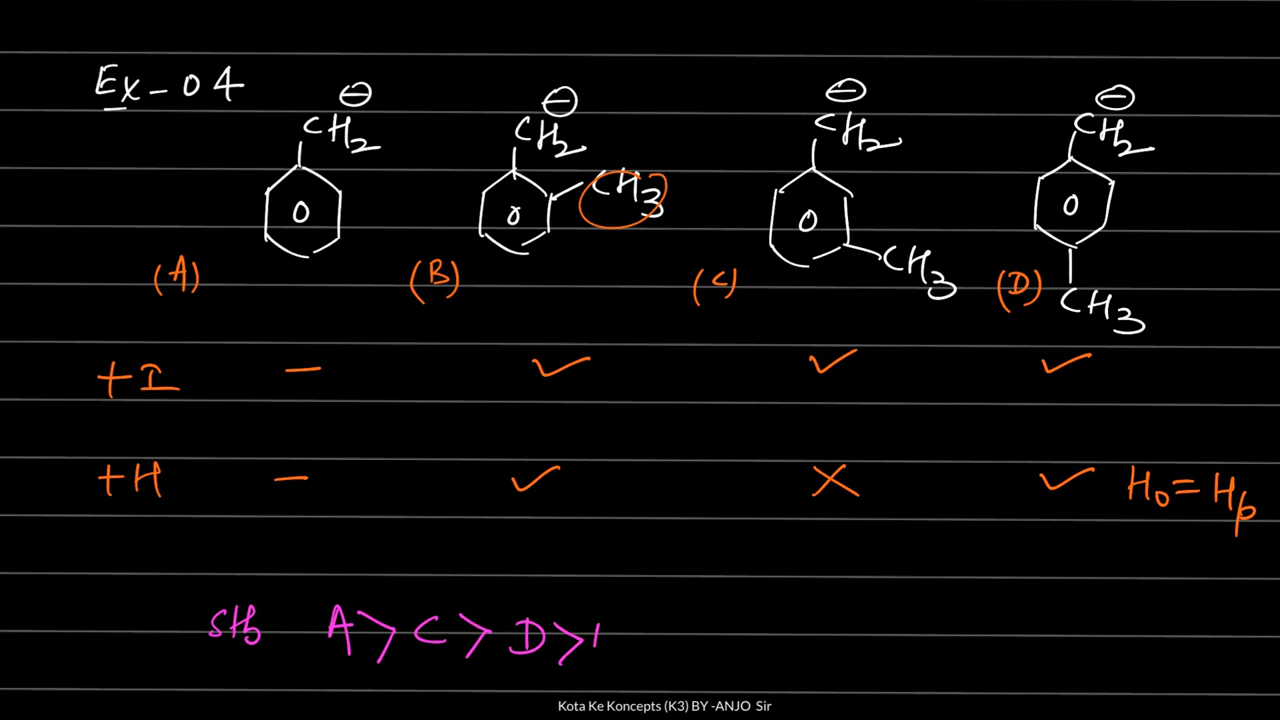 Ex-04
⊖ ⊖ ⊖ ⊖
CH2 CH2 CH2 CH2
CH3
(A) (B) (C) CH3 (D) CH3
+I – ✓ ✓ ✓
+H – ✓ ✗ ✓ Ho = Hp
stb A > C > D >
Kota Ke Koncepts (K3) BY -ANJO Sir